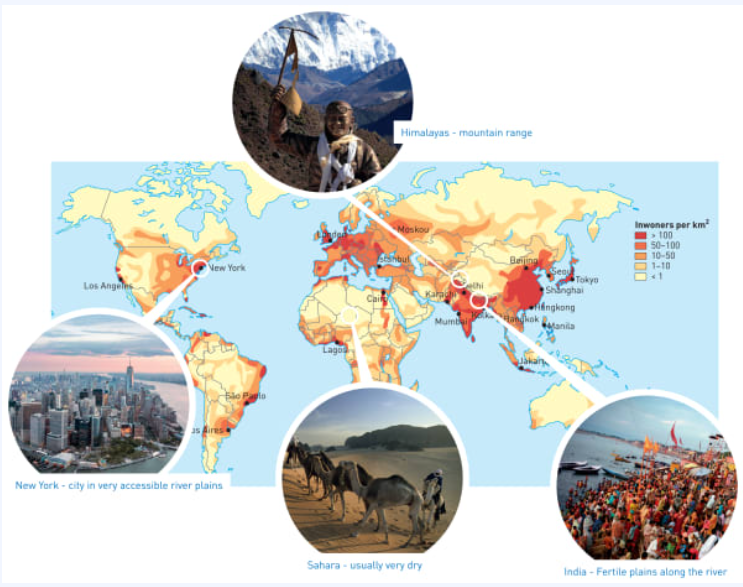 Himalayas - mountain range
Inwoners per km²
> 100
50–100
10–50
1–10
< 1
Moskou
Londen
Istanbul
New York
Los Angeles
Beijing
Seoul
Tokyo
Shanghai
Delhi
Karachi
Cairo
Hongkong
Mumbai
Bangkok
Manila
Lagos
Jakarta
São Paulo
os Aires
New York - city in very accessible river plains
Sahara - usually very dry
India - Fertile plains along the river